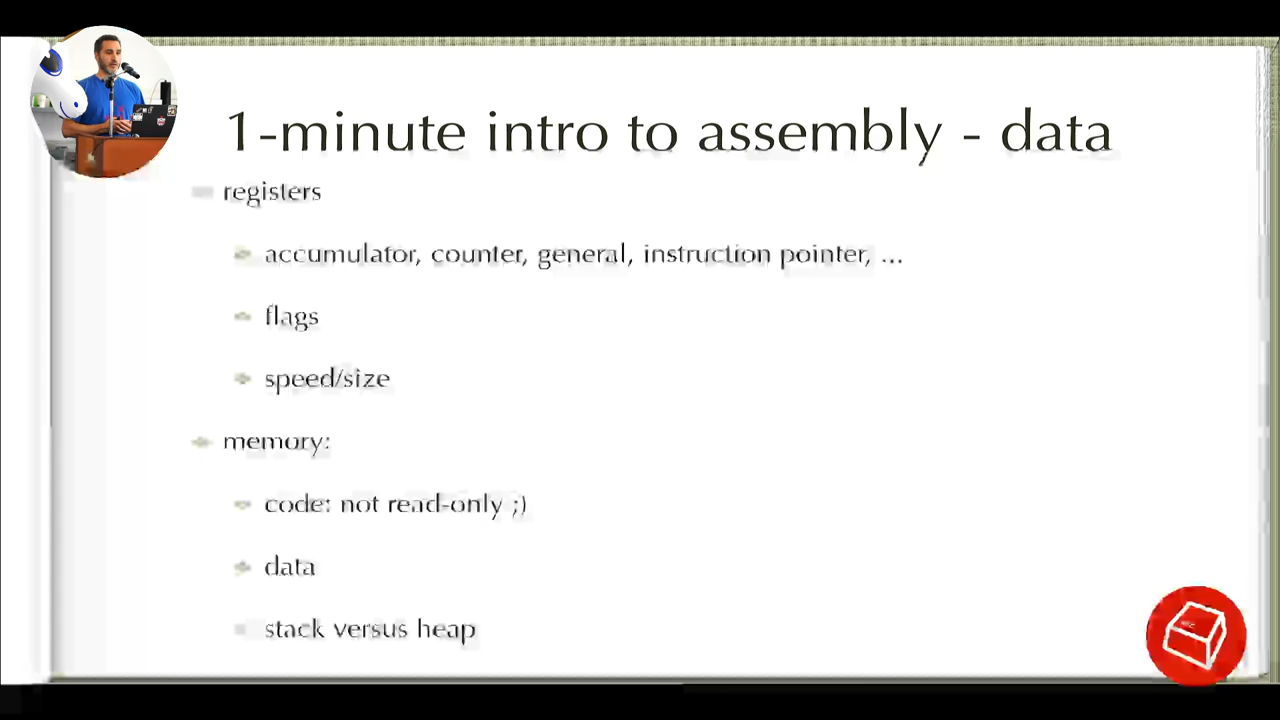 1-minute intro to assembly - data
registers
accumulator, counter, general, instruction pointer, ...
flags
speed/size
memory:
code: not read-only ;)
data
stack versus heap